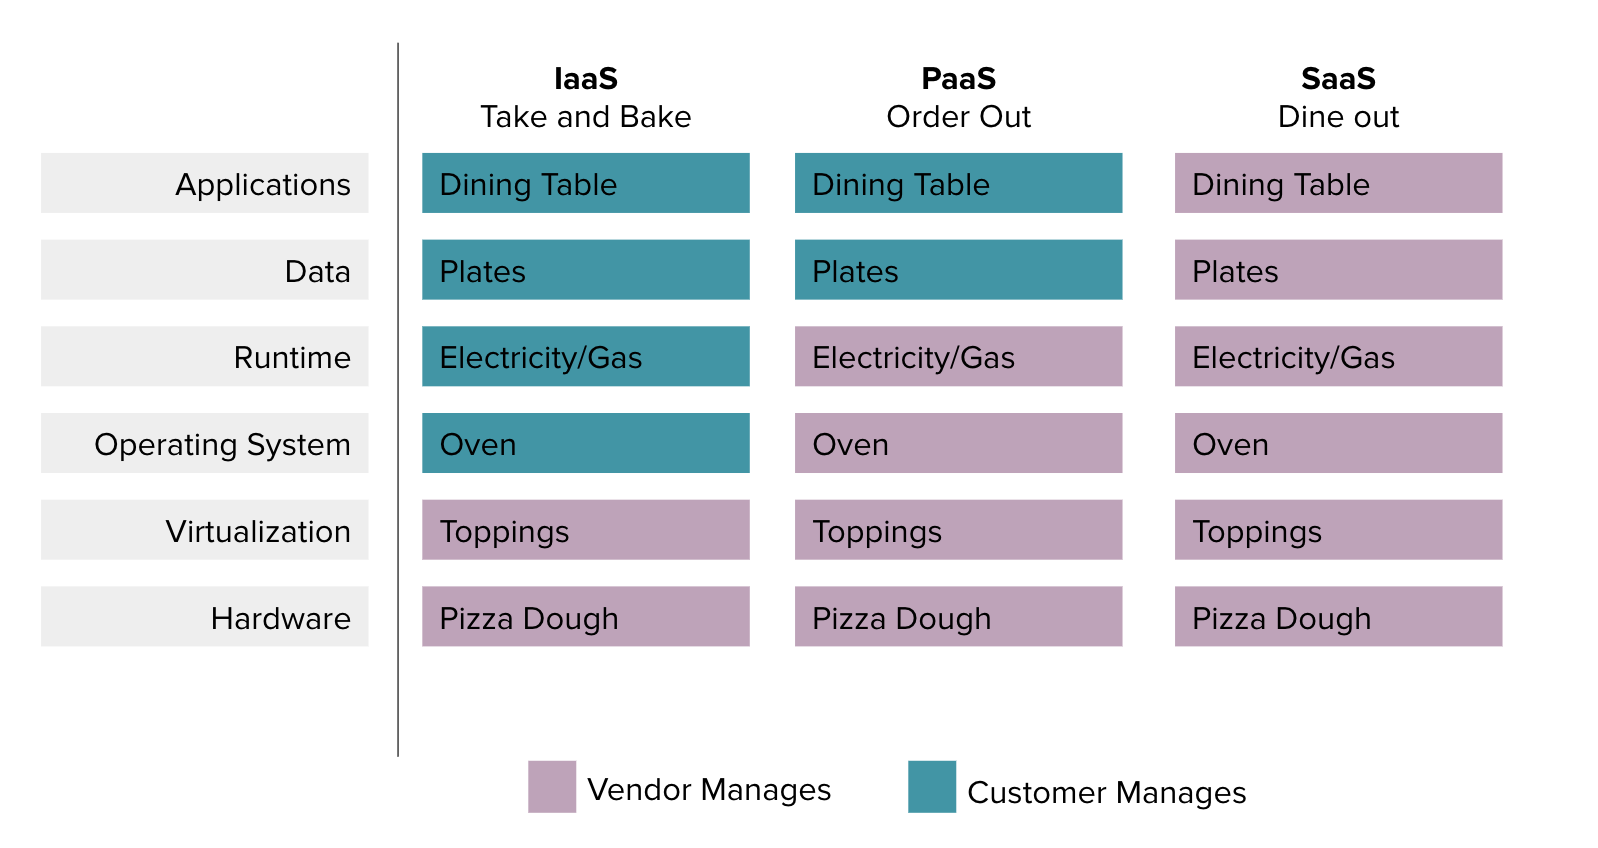 IaaS
Take and Bake
PaaS
Order Out
SaaS
Dine out
Applications
Dining Table
Dining Table
Dining Table
Data
Plates
Plates
Plates
Runtime
Electricity/Gas
Electricity/Gas
Electricity/Gas
Operating System
Oven
Oven
Oven
Virtualization
Toppings
Toppings
Toppings
Hardware
Pizza Dough
Pizza Dough
Pizza Dough
Vendor Manages
Customer Manages